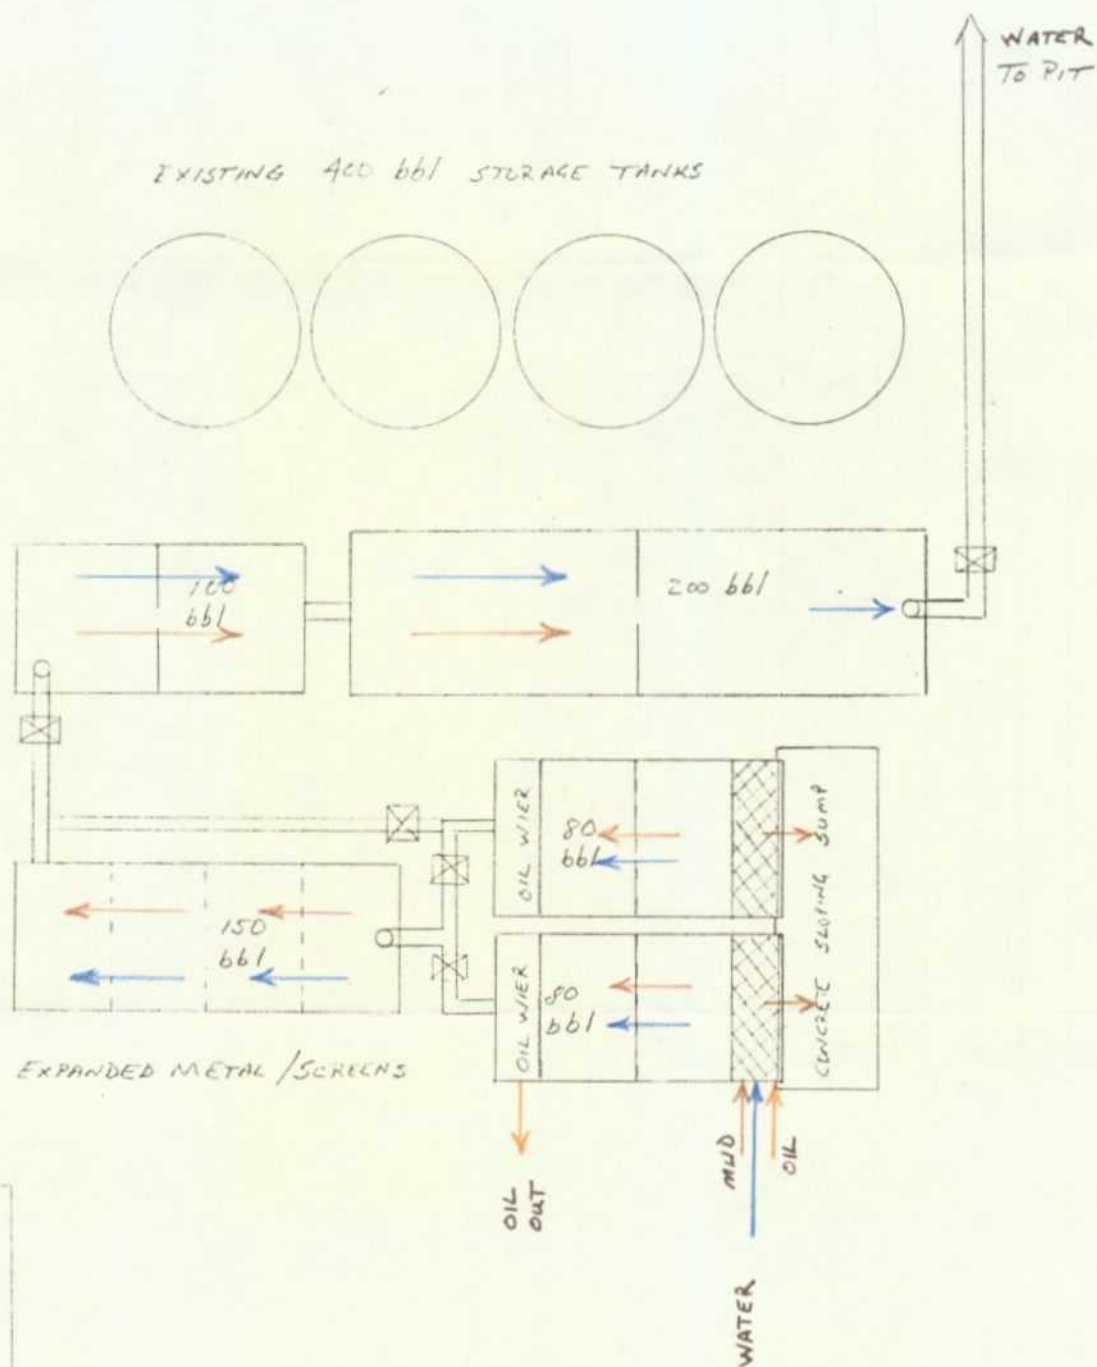 WATER
TO PIT
EXISTING 400 bbl STORAGE TANKS
100
bbl
200 bbl
OIL WIER
80
bbl
CONCRETE SLOPING SUMP
150
bbl
OIL WIER
80
bbl
EXPANDED METAL/SCREENS
MUD
OIL
OIL
OUT
WATER